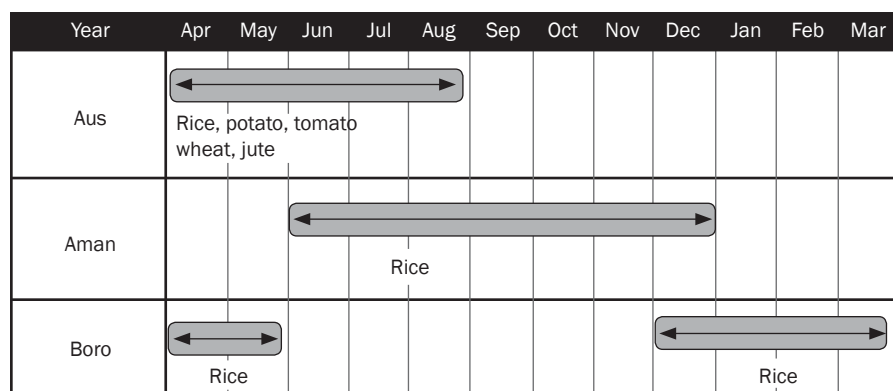 Year Apr May Jun Jul Aug Sep Oct Nov Dec Jan Feb Mar
Aus
Rice, potato, tomato
wheat, jute
Aman
Rice
Boro
Rice Rice